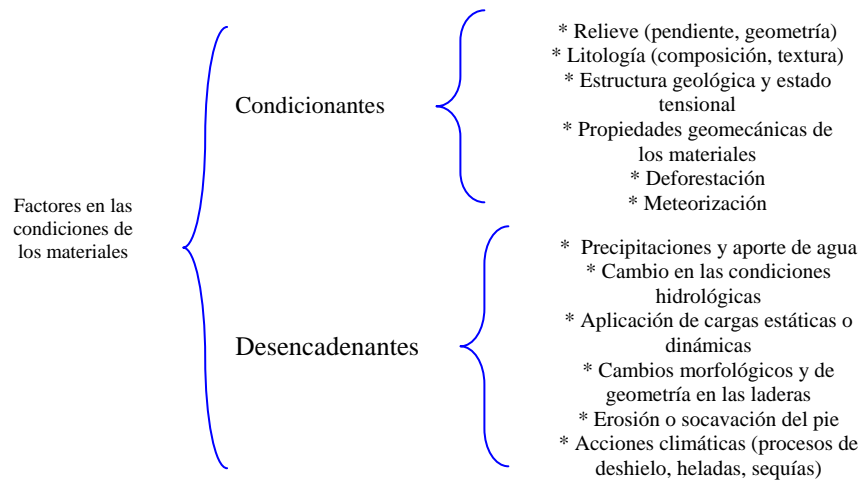 Factores en las
condiciones de
los materiales
Condicionantes
* Relieve (pendiente, geometría)
* Litología (composición, textura)
* Estructura geológica y estado
tensional
* Propiedades geomecánicas de
los materiales
* Deforestación
* Meteorización
Desencadenantes
* Precipitaciones y aporte de agua
* Cambio en las condiciones
hidrológicas
* Aplicación de cargas estáticas o
dinámicas
* Cambios morfológicos y de
geometría en las laderas
* Erosión o socavación del pie
* Acciones climáticas (procesos de
deshielo, heladas, sequías)